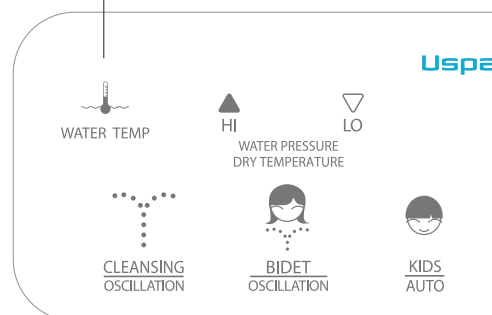 Uspa
WATER TEMP
HI
LO
WATER PRESSURE
DRY TEMPERATURE
CLEANSING
OSCILLATION
BIDET
OSCILLATION
KIDS
AUTO